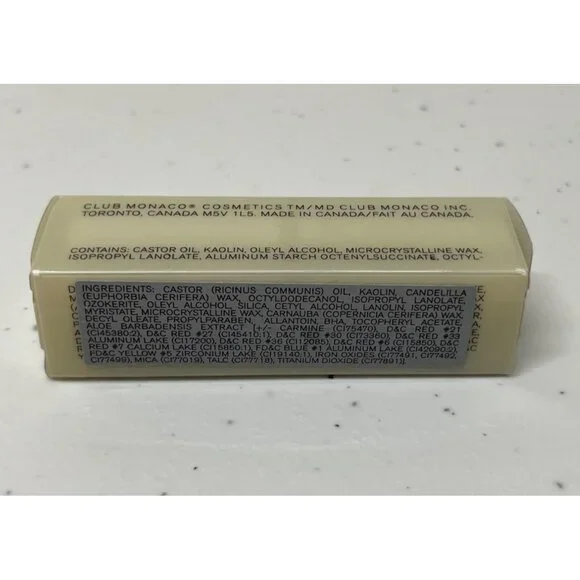 CLUB MONACO® COSMETICS TM/MD CLUB MONACO INC.
TORONTO, CANADA M5V 1L5. MADE IN CANADA/FAIT AU CANADA.
CONTAINS: CASTOR OIL, KAOLIN, OLEYL ALCOHOL, MICROCRYSTALLINE WAX,
ISOPROPYL LANOLATE, ALUMINUM STARCH OCTENYLSUCCINATE, OCTYL-
INGREDIENTS: CASTOR (RICINUS COMMUNIS) OIL, KAOLIN, CANDELILLA
(EUPHORBIA CERIFERA) WAX, OCTYLDODECANOL, ISOPROPYL LANOLATE,
OZOKERITE, OLEYL ALCOHOL, SILICA, CETYL ALCOHOL, LANOLIN, ISOPROPYL
MYRISTATE, MICROCRYSTALLINE WAX, CARNAUBA (COPERNICIA CERIFERA) WAX,
DECYL OLEATE, PROPYLPARABEN, ALLANTOIN, BHA, TOCOPHERYL ACETATE,
ALOE BARBADENSIS EXTRACT [+/- CARMINE (CI75470), D&C RED #21
(CI45380:2), D&C RED #27 (CI45410:1), D&C RED #30 (CI73360), D&C RED #33
ALUMINUM LAKE (CI17200), D&C RED #36 (CI12085), D&C RED #6 (CI15850), D&C
RED #7 CALCIUM LAKE (CI15850:1), FD&C BLUE #1 ALUMINUM LAKE (CI42090:2),
FD&C YELLOW #5 ZIRCONIUM LAKE (CI19140:1), IRON OXIDES (CI77491, CI77492,
CI77499), MICA (CI77019), TALC (CI77718), TITANIUM DIOXIDE (CI77891)].